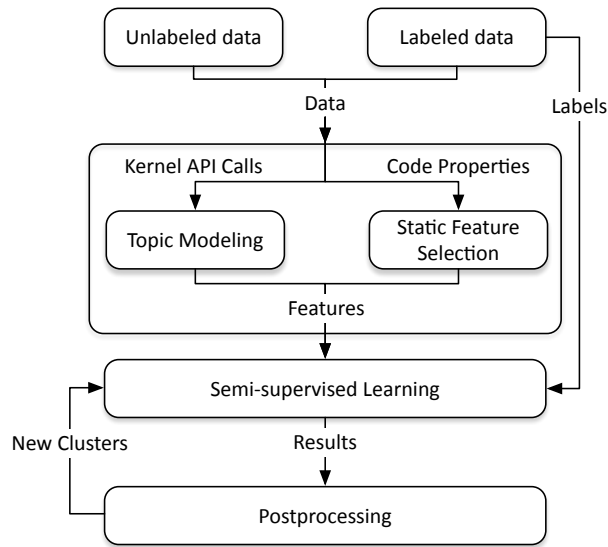 Unlabeled data
Labeled data
Data
Labels
Kernel API Calls
Code Properties
Topic Modeling
Static Feature
Selection
Features
Semi-supervised Learning
New Clusters
Results
Postprocessing